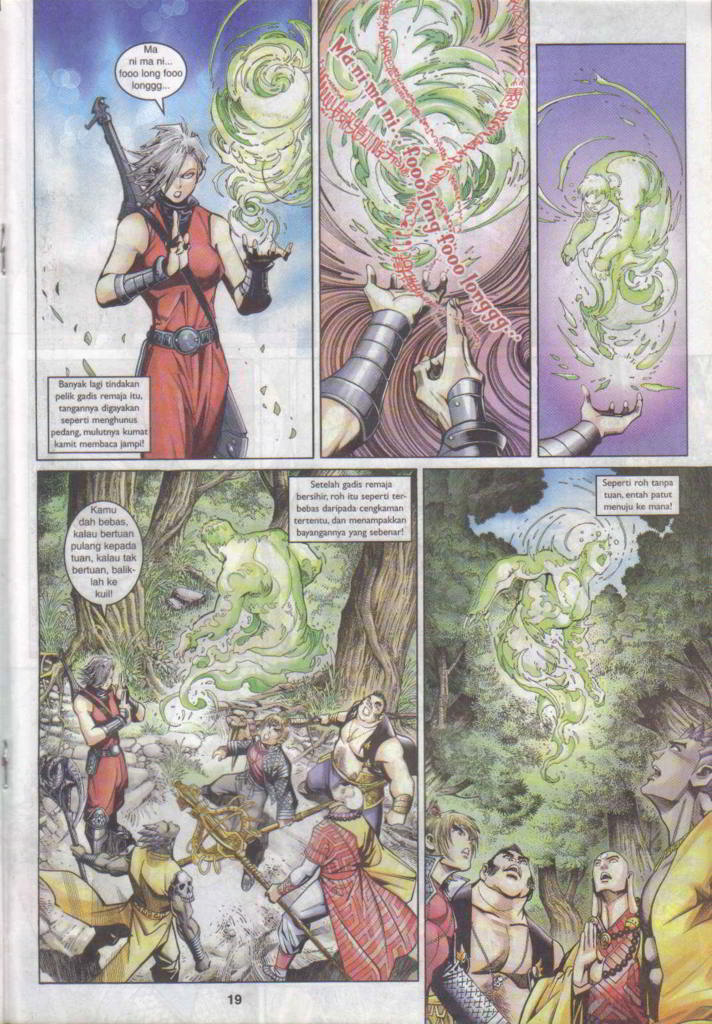 Ma
ni ma ni...
fooo long fooo
longgg...
Banyak lagi tindakan
pelik gadis remaja itu,
tangannya digayakan
seperti menghunus
pedang, mulutnya kumat
kamit membaca jampi!
Ma ni ma ni... fooo long fooo longgg...
Kamu
dah bebas,
kalau bertuan
pulang kepada
tuan, kalau tak
bertuan, balik-
lah ke
kuil!
Setelah gadis remaja
bersihir, roh itu seperti ter-
bebas daripada cengkaman
tertentu, dan menampakkan
bayangannya yang sebenar!
Seperti roh tanpa
tuan, entah patut
menuju ke mana!
19